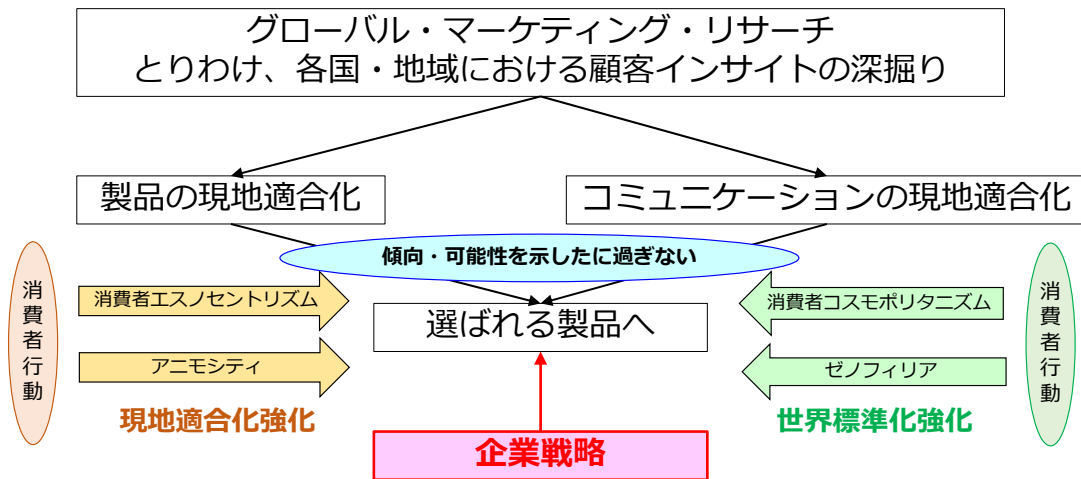 グローバル・マーケティング・リサーチ
とりわけ、各国・地域における顧客インサイトの深掘り
製品の現地適合化
コミュニケーションの現地適合化
傾向・可能性を示したに過ぎない
消費者行動
消費者エスノセントリズム
アニモシティ
現地適合化強化
選ばれる製品へ
企業戦略
消費者コスモポリタニズム
ゼノフィリア
世界標準化強化
消費者行動